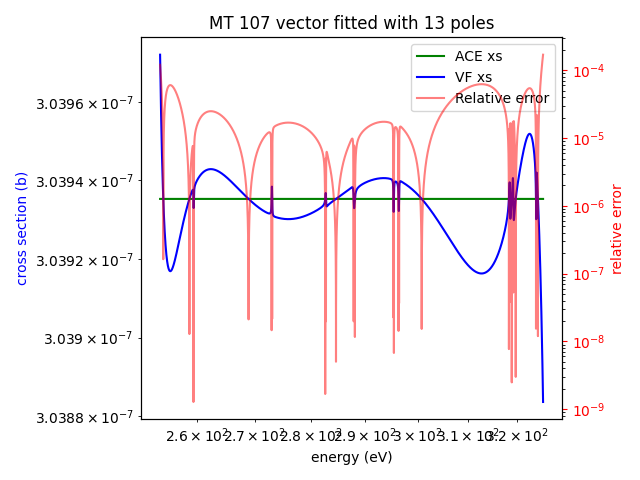 MT 107 vector fitted with 13 poles
ACE xs
VF xs
Relative error
3.0396 × 10⁻⁷
3.0394 × 10⁻⁷
3.0392 × 10⁻⁷
3.039 × 10⁻⁷
3.0388 × 10⁻⁷
cross section (b)
10⁻⁴
10⁻⁵
10⁻⁶
10⁻⁷
10⁻⁸
10⁻⁹
relative error
2.6 × 10² 2.7 × 10² 2.8 × 10² 2.9 × 10² 3 × 10² 3.1 × 10² 3.2 × 10²
energy (eV)